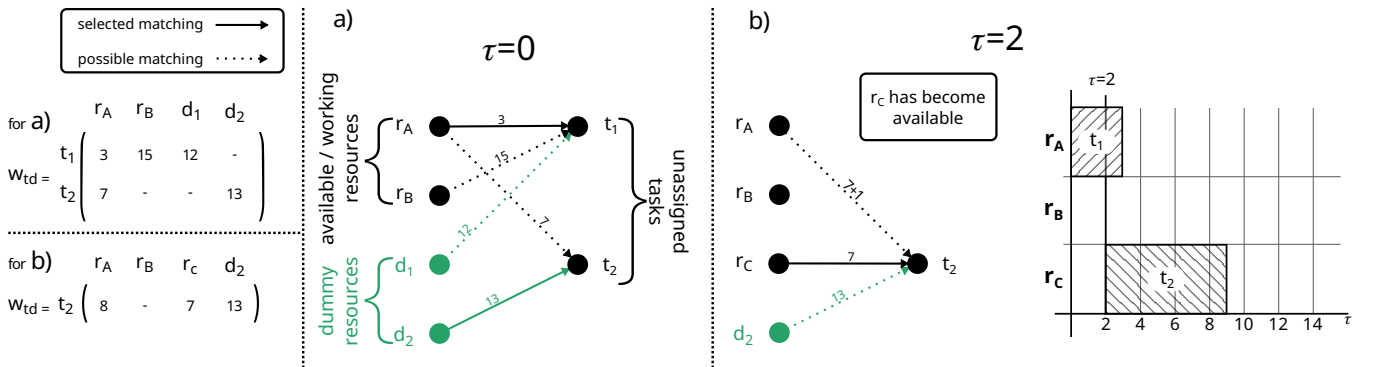 selected matching
possible matching
for a)
r_A r_B d_1 d_2
t_1 3 15 12 -
w_td =
t_2 7 - - 13
for b)
r_A r_B r_c d_2
w_td = t_2 8 - 7 13
a)
τ=0
available / working
resources
dummy
resources
r_A
r_B
d_1
d_2
3
15
7
12
13
t_1
t_2
unassigned
tasks
b)
τ=2
r_C has become
available
r_A
r_B
r_C
d_2
7+1
7
13
t_2
τ=2
r_A
t_1
r_B
r_C
t_2
2 4 6 8 10 12 14 τ